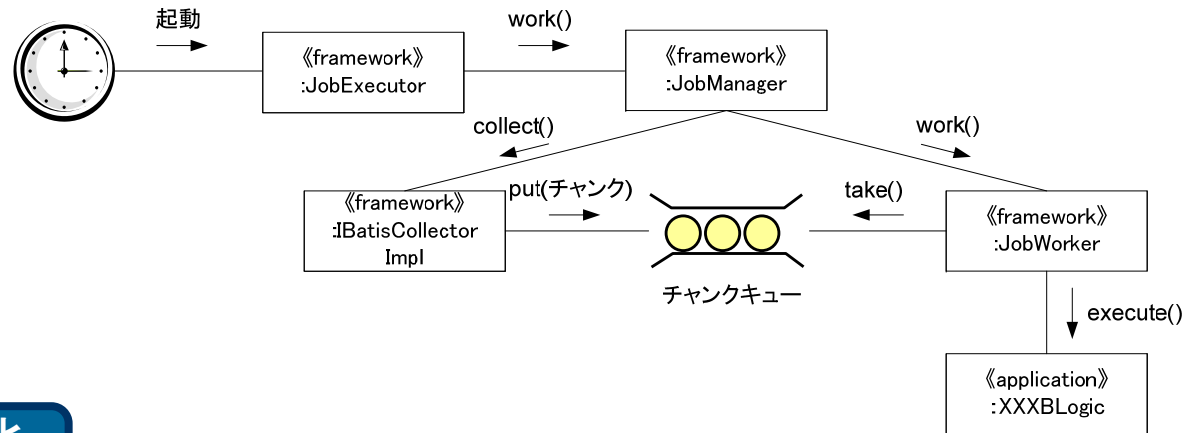 起動
work()
《framework》
:JobExecutor
《framework》
:JobManager
collect()
work()
《framework》
:IBatisCollector
Impl
put(チャンク)
take()
《framework》
:JobWorker
チャンクキュー
execute()
《application》
:XXXBLogic